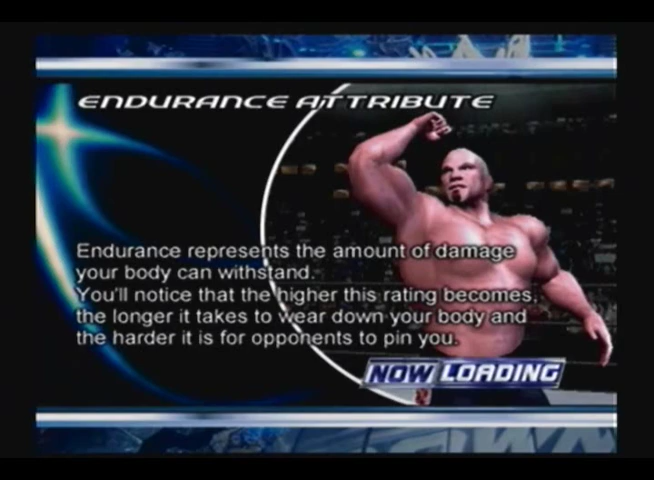 ENDURANCE ATTRIBUTE
Endurance represents the amount of damage
your body can withstand.
You'll notice that the higher this rating becomes,
the longer it takes to wear down your body and
the harder it is for opponents to pin you.
NOW LOADING